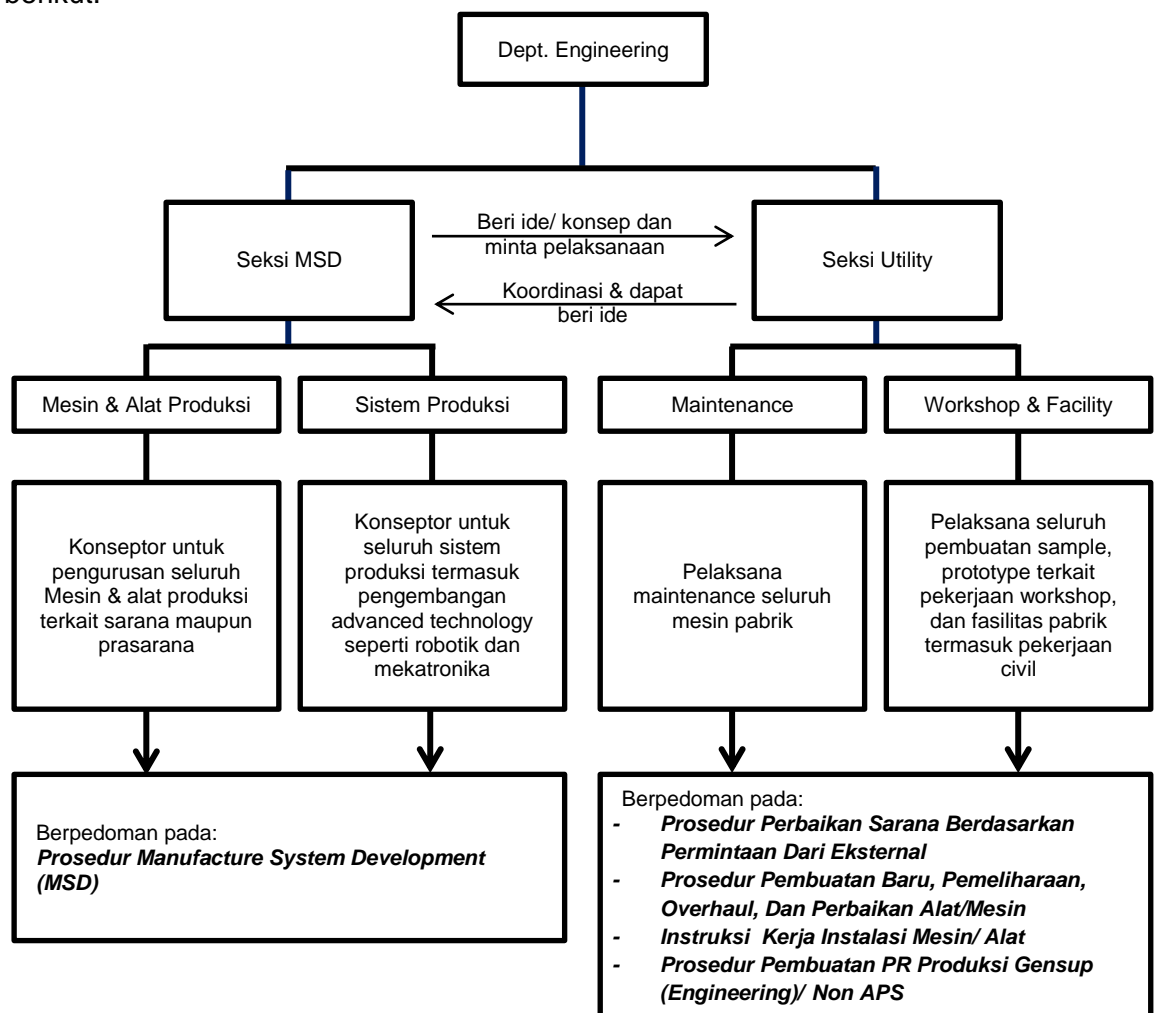 berikut:
Dept. Engineering
Seksi MSD
Beri ide/ konsep dan
minta pelaksanaan
Koordinasi & dapat
beri ide
Seksi Utility
Mesin & Alat Produksi
Sistem Produksi
Maintenance
Workshop & Facility
Konseptor untuk
pengurusan seluruh
Mesin & alat produksi
terkait sarana maupun
prasarana
Konseptor untuk
seluruh sistem
produksi termasuk
pengembangan
advanced technology
seperti robotik dan
mekatronika
Pelaksana
maintenance seluruh
mesin pabrik
Pelaksana seluruh
pembuatan sample,
prototype terkait
pekerjaan workshop,
dan fasilitas pabrik
termasuk pekerjaan
civil
Berpedoman pada:
Prosedur Manufacture System Development
(MSD)
Berpedoman pada:
- Prosedur Perbaikan Sarana Berdasarkan
Permintaan Dari Eksternal
- Prosedur Pembuatan Baru, Pemeliharaan,
Overhaul, Dan Perbaikan Alat/Mesin
- Instruksi Kerja Instalasi Mesin/ Alat
- Prosedur Pembuatan PR Produksi Gensup
(Engineering)/ Non APS